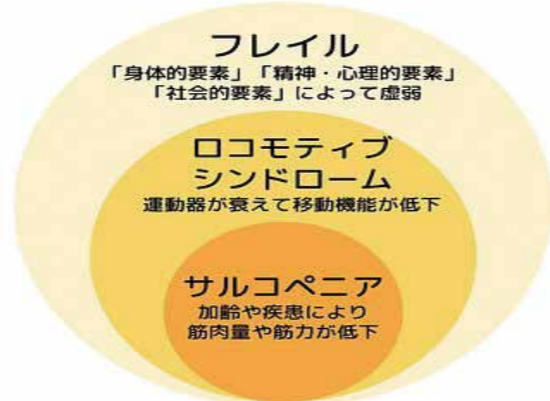 フレイル
「身体的要素」「精神・心理的要素」
「社会的要素」によって虚弱
ロコモティブ
シンドローム
運動器が衰えて移動機能が低下
サルコペニア
加齢や疾患により
筋肉量や筋力が低下